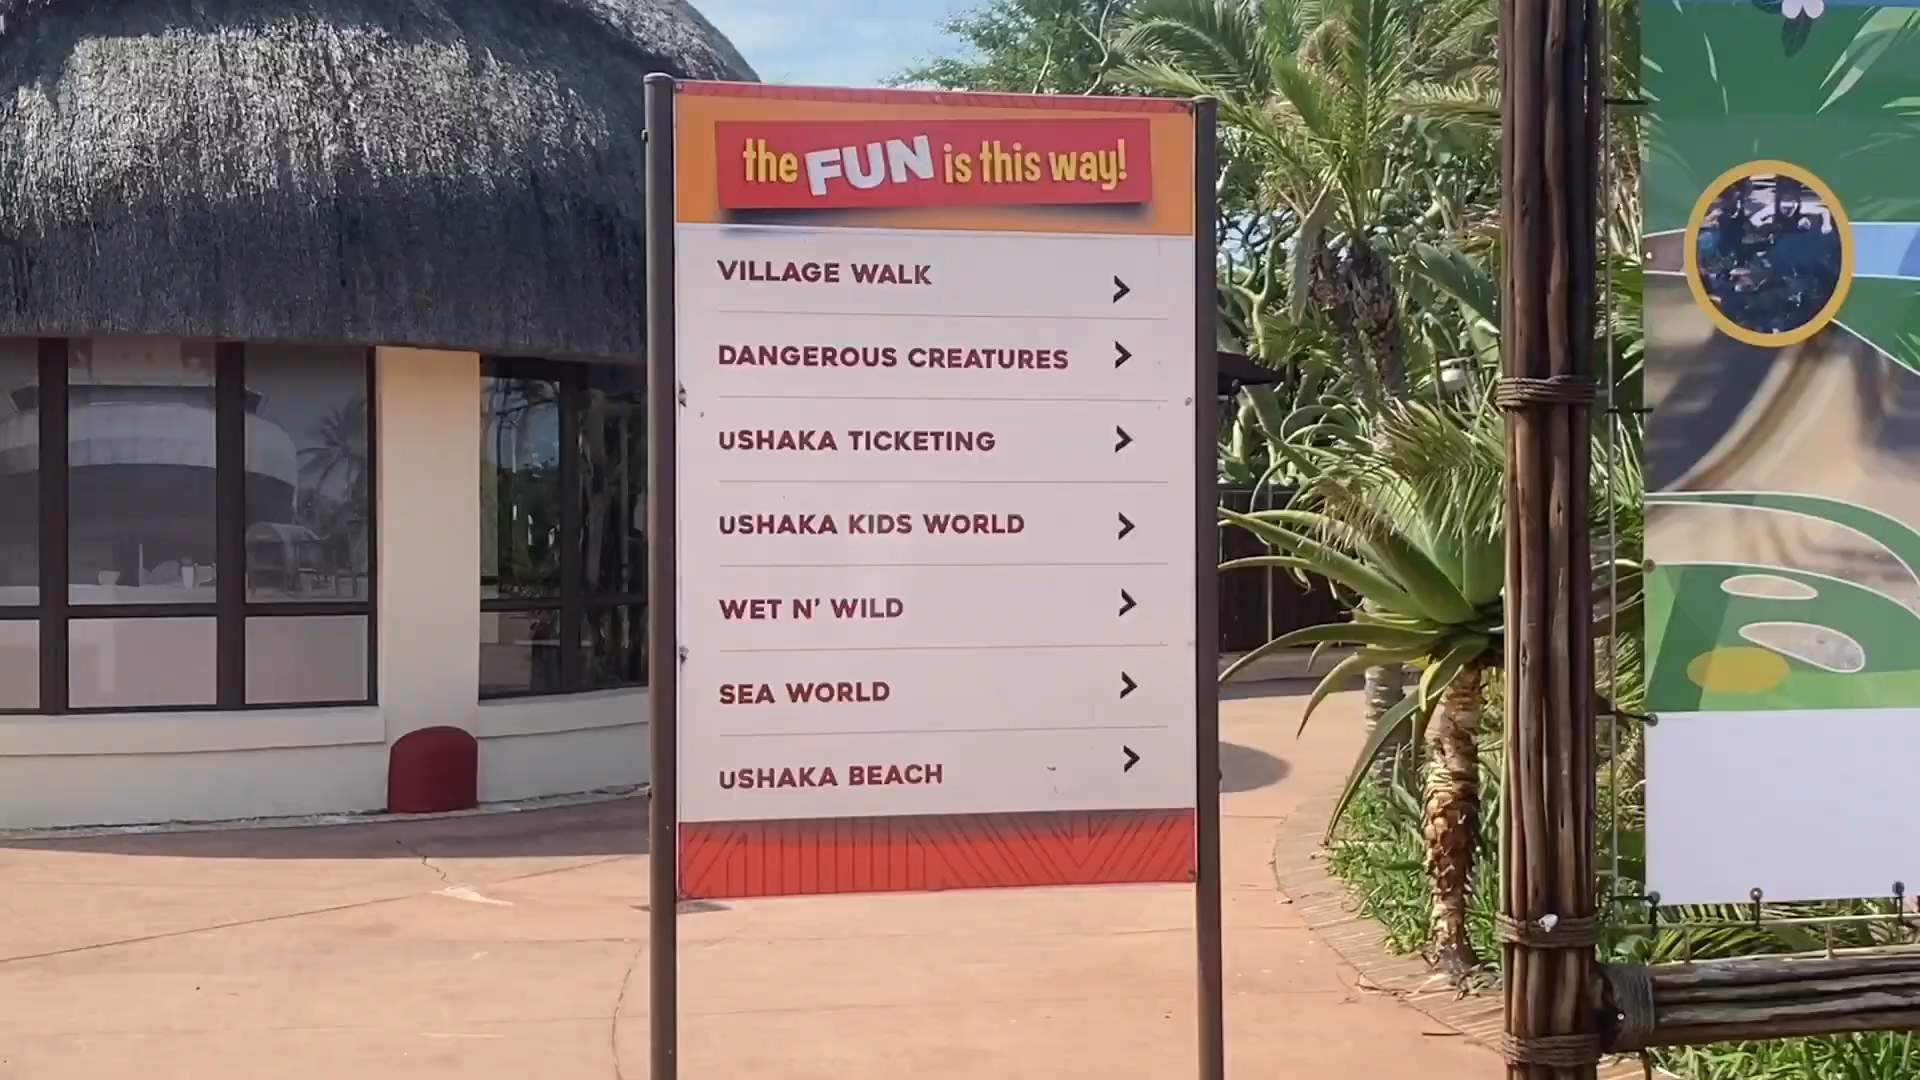 the FUN is this way!
VILLAGE WALK
DANGEROUS CREATURES
USHAKA TICKETING
USHAKA KIDS WORLD
WET N' WILD
SEA WORLD
USHAKA BEACH